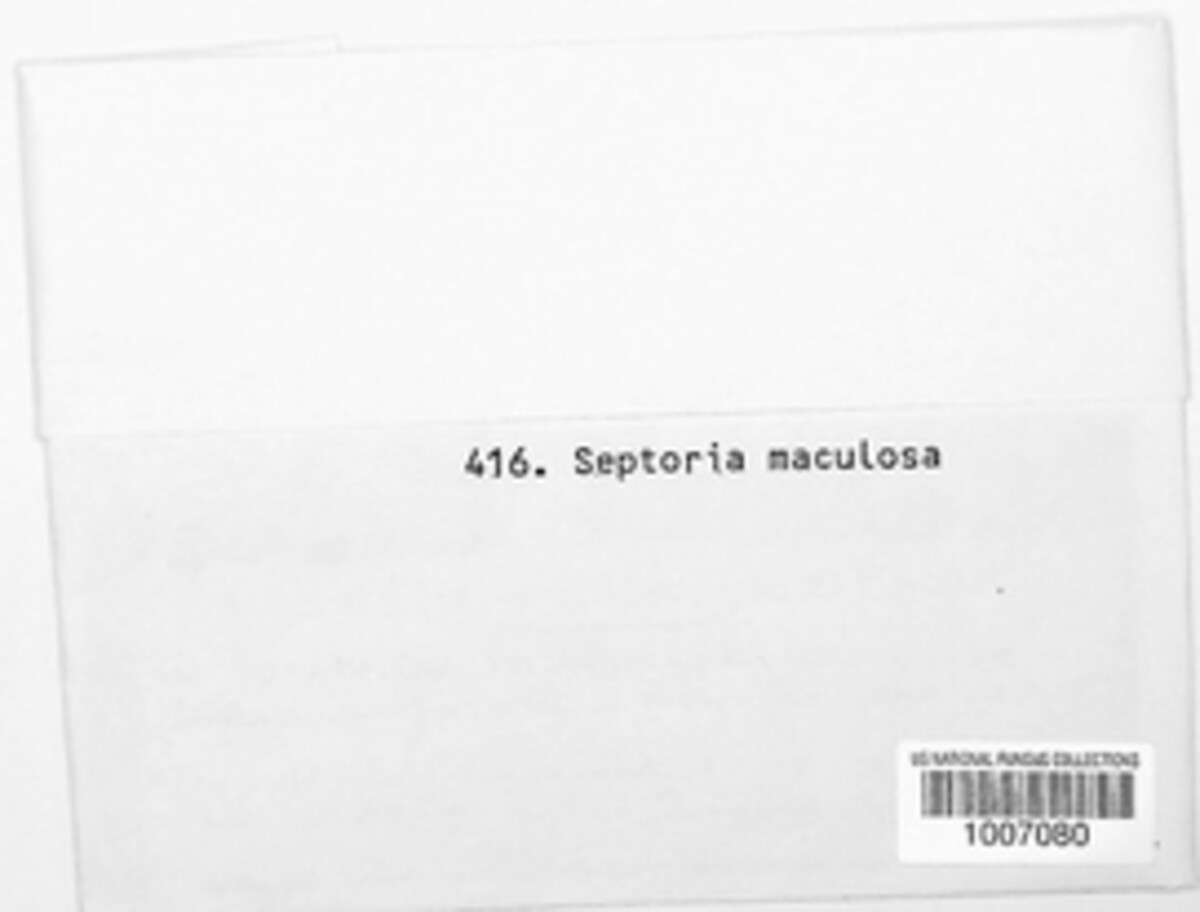 416. Septoria maculosa
US NATIONAL FUNGUS COLLECTIONS
1007080